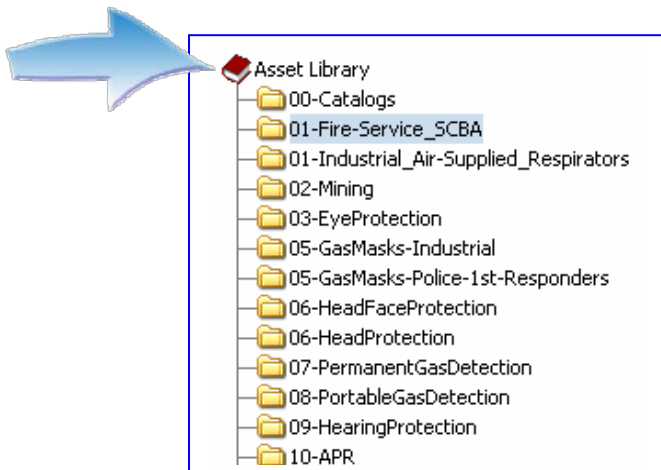 Asset Library
00-Catalogs
01-Fire-Service_SCBA
01-Industrial_Air-Supplied_Respirators
02-Mining
03-EyeProtection
05-GasMasks-Industrial
05-GasMasks-Police-1st-Responders
06-HeadFaceProtection
06-HeadProtection
07-PermanentGasDetection
08-PortableGasDetection
09-HearingProtection
10-APR